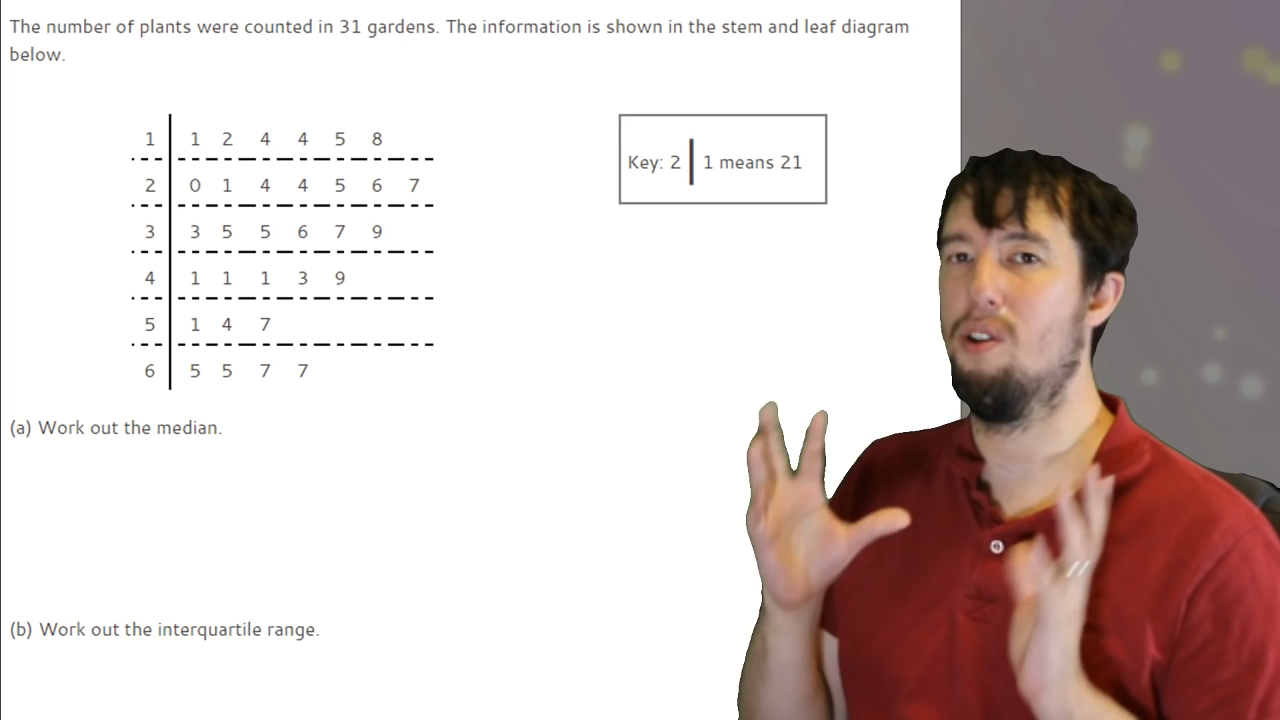 The number of plants were counted in 31 gardens. The information is shown in the stem and leaf diagram
below.
1 | 1 2 4 4 5 8
2 | 0 1 4 4 5 6 7
3 | 3 5 5 6 7 9
4 | 1 1 1 3 9
5 | 1 4 7
6 | 5 5 7 7
Key: 2 | 1 means 21
(a) Work out the median.
(b) Work out the interquartile range.